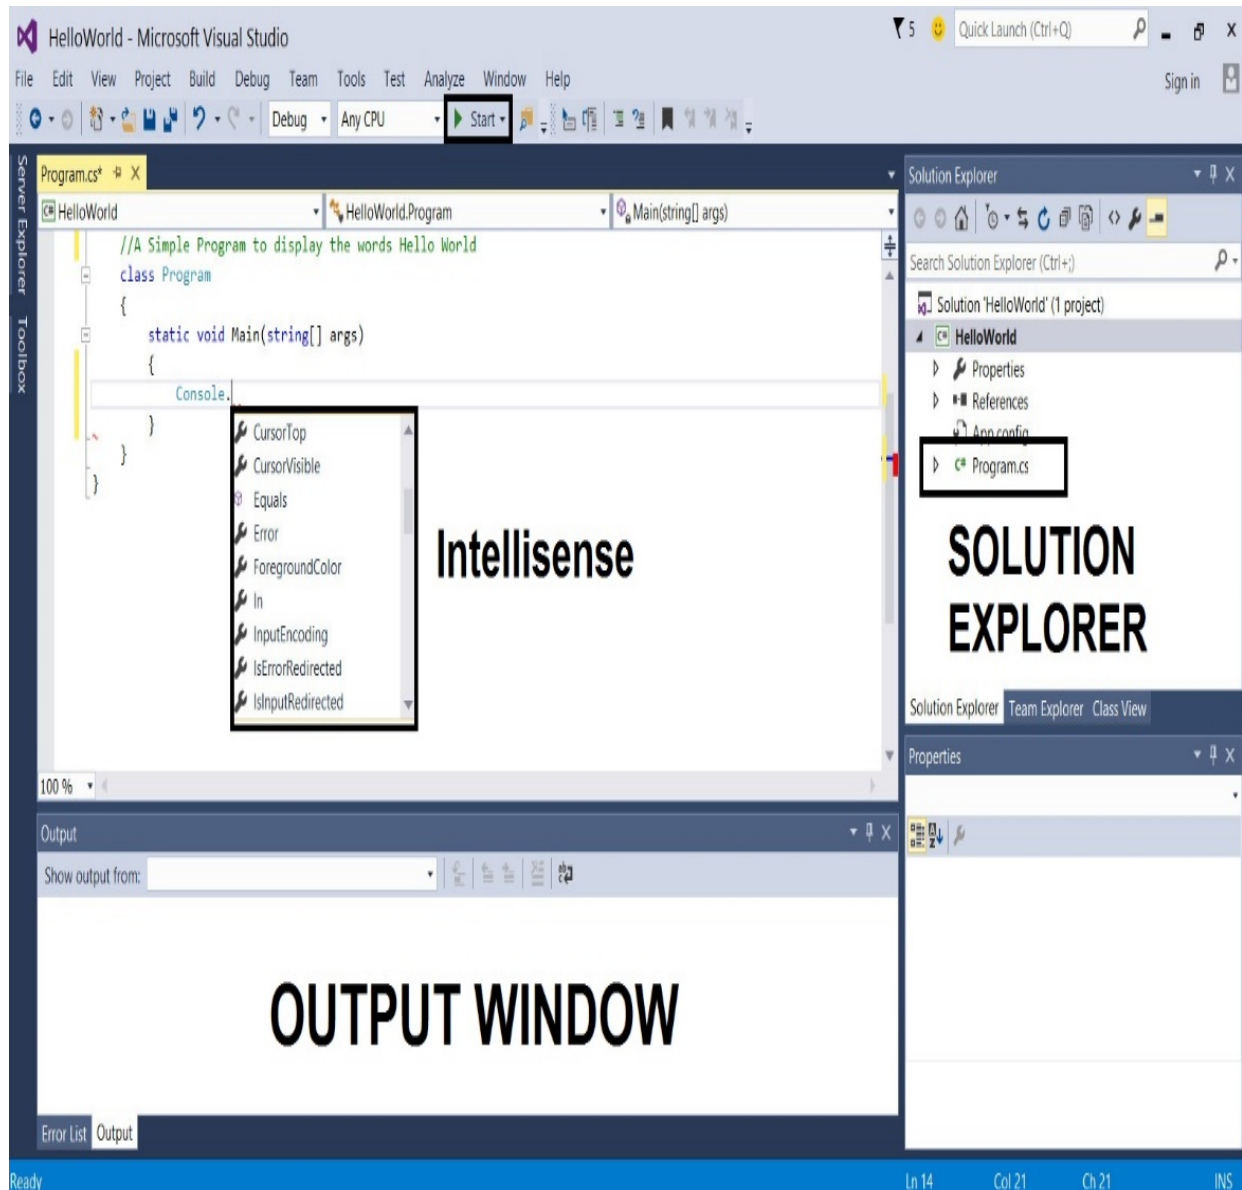 HelloWorld - Microsoft Visual Studio
5
Quick Launch (Ctrl+Q)
File Edit View Project Build Debug Team Tools Test Analyze Window Help
Sign in
Debug Any CPU Start
Server Explorer
Toolbox
Program.cs*
HelloWorld HelloWorld.Program Main(string[] args)
//A Simple Program to display the words Hello World
class Program
{
static void Main(string[] args)
{
Console.
}
}
}
CursorTop
CursorVisible
Equals
Error
ForegroundColor
In
InputEncoding
IsErrorRedirected
IsInputRedirected
Intellisense
100 %
Solution Explorer
Search Solution Explorer (Ctrl+;)
Solution 'HelloWorld' (1 project)
HelloWorld
Properties
References
App.config
Program.cs
SOLUTION
EXPLORER
Solution Explorer Team Explorer Class View
Properties
Output
Show output from:
OUTPUT WINDOW
Error List Output
Ready
Ln 14 Col 21 Ch 21 INS